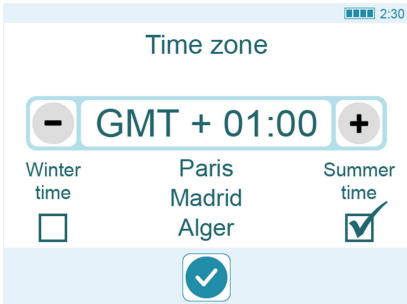 2:30
Time zone
- GMT + 01:00 +
Winter time
Paris
Madrid
Alger
Summer time